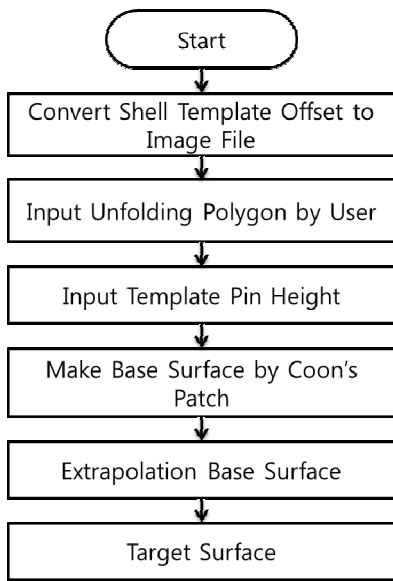 Start
Convert Shell Template Offset to
Image File
Input Unfolding Polygon by User
Input Template Pin Height
Make Base Surface by Coon's
Patch
Extrapolation Base Surface
Target Surface